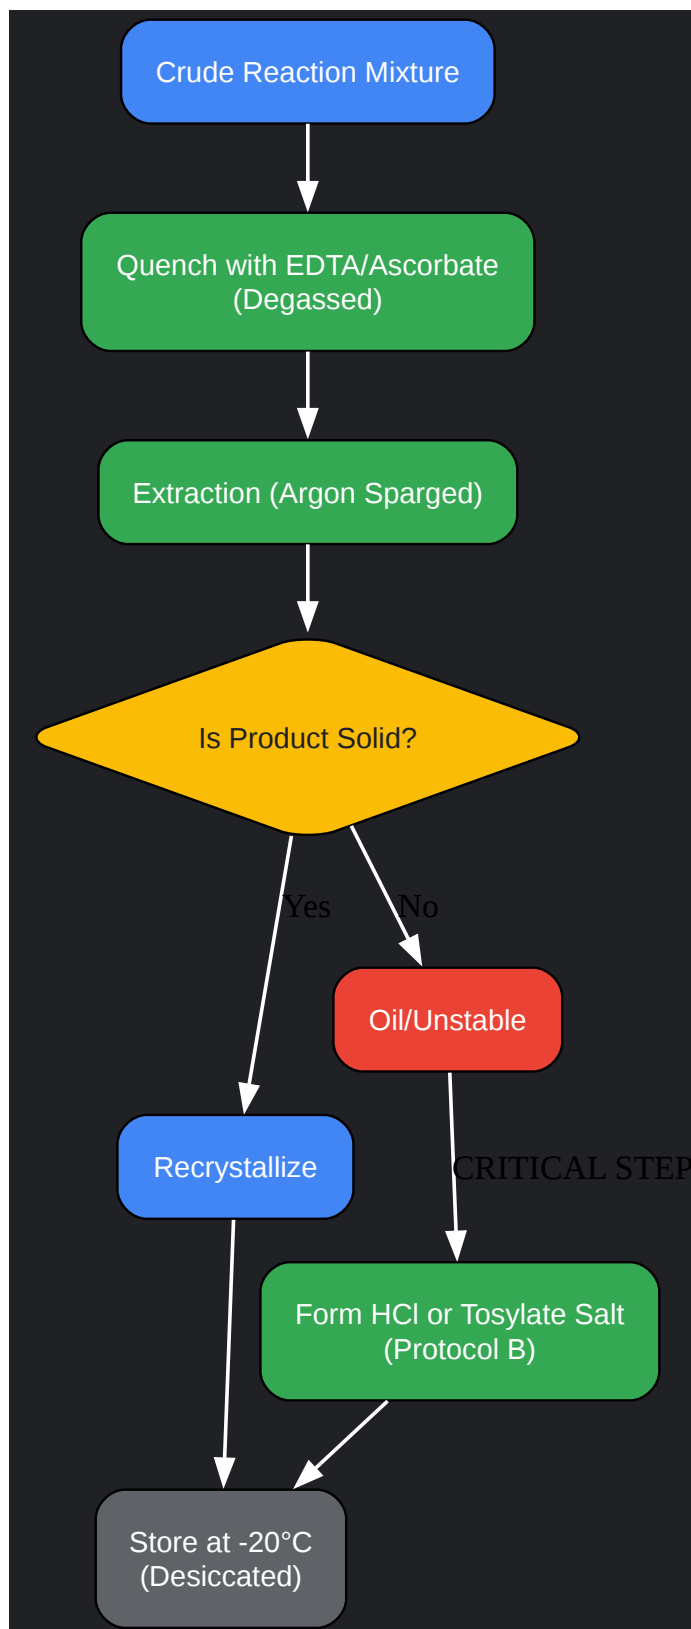 Crude Reaction Mixture
Quench with EDTA/Ascorbate
(Degassed)
Extraction (Argon Sparged)
Is Product Solid?
Yes
No
Oil/Unstable
Recrystallize
CRITICAL STEP
Form HCl or Tosylate Salt
(Protocol B)
Store at -20°C
(Desiccated)